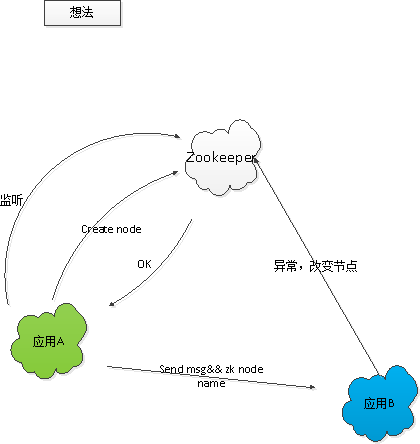 想法
Zookeeper
监听
Create node
OK
异常，改变节点
应用A
Send msg&& zk node
name
应用B